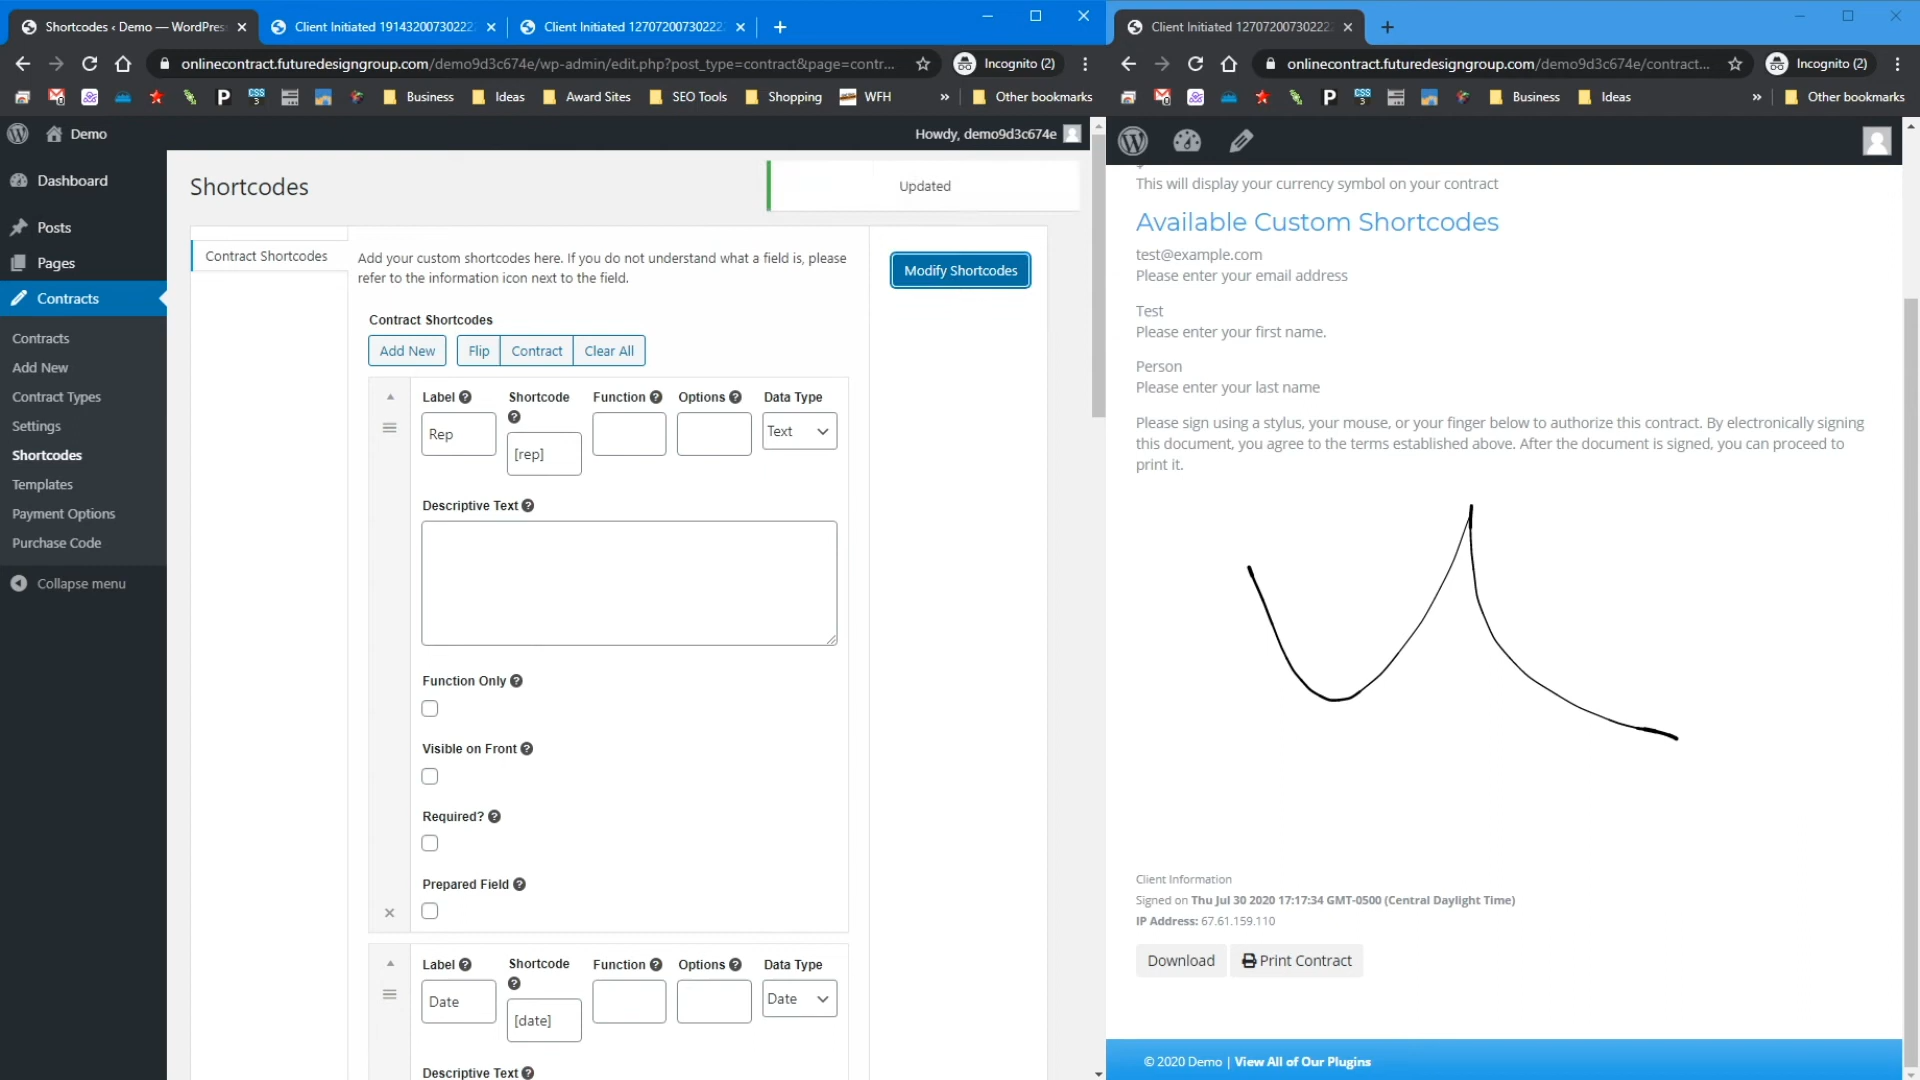 Shortcodes ‹ Demo — WordPres
Client Initiated 19143200730222
Client Initiated 12707200730222
onlinecontract.futuredesigngroup.com/demo9d3c674e/wp-admin/edit.php?post_type=contract&page=contr...
Incognito (2)
Business
Ideas
Award Sites
SEO Tools
Shopping
WFH
»
Other bookmarks
Demo
Howdy, demo9d3c674e
Dashboard
Posts
Pages
Contracts
Contracts
Add New
Contract Types
Settings
Shortcodes
Templates
Payment Options
Purchase Code
Collapse menu
Shortcodes
Updated
Contract Shortcodes
Add your custom shortcodes here. If you do not understand what a field is, please
refer to the information icon next to the field.
Modify Shortcodes
Contract Shortcodes
Add New
Flip
Contract
Clear All
Label
Shortcode
Function
Options
Data Type
Rep
[rep]
Text
Descriptive Text
Function Only
Visible on Front
Required?
Prepared Field
Label
Shortcode
Function
Options
Data Type
Date
[date]
Date
Descriptive Text
Client Initiated 12707200730222
onlinecontract.futuredesigngroup.com/demo9d3c674e/contract...
Incognito (2)
Business
Ideas
»
Other bookmarks
This will display your currency symbol on your contract
Available Custom Shortcodes
test@example.com
Please enter your email address
Test
Please enter your first name.
Person
Please enter your last name
Please sign using a stylus, your mouse, or your finger below to authorize this contract. By electronically signing
this document, you agree to the terms established above. After the document is signed, you can proceed to
print it.
Client Information
Signed on Thu Jul 30 2020 17:17:34 GMT-0500 (Central Daylight Time)
IP Address: 67.61.159.110
Download
Print Contract
© 2020 Demo | View All of Our Plugins